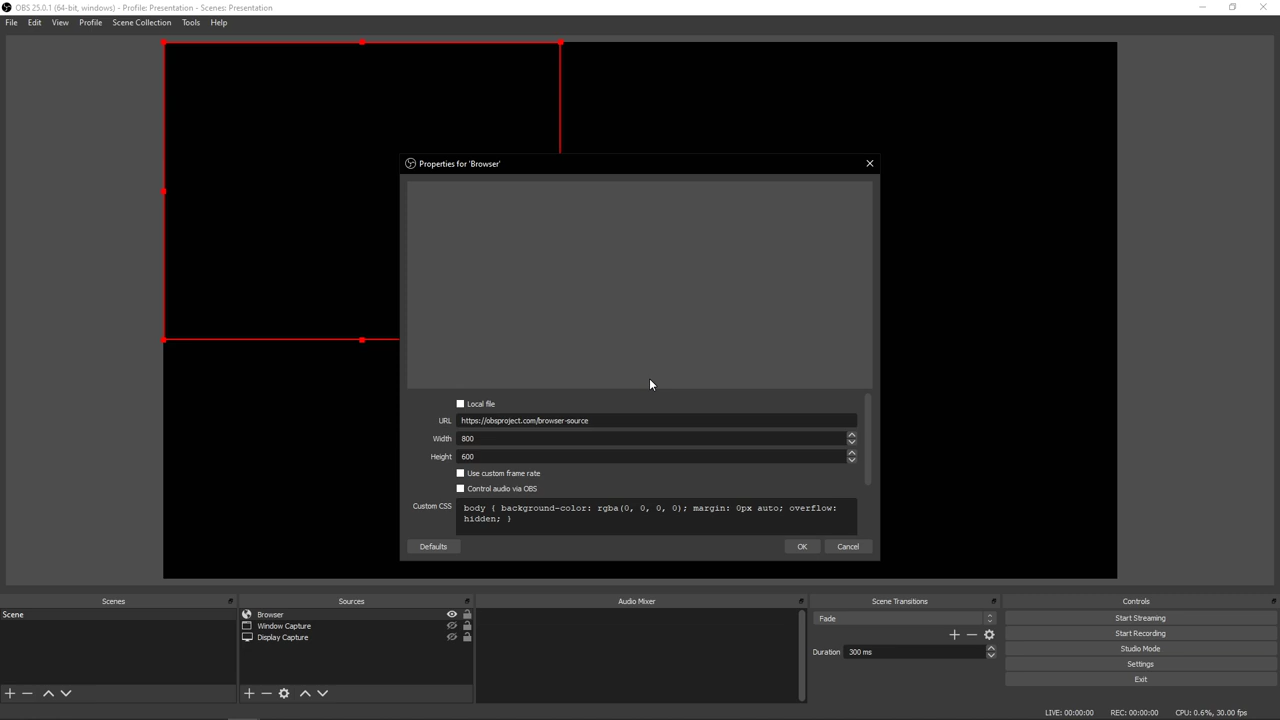 OBS 25.0.1 (64-bit, windows) - Profile: Presentation - Scenes: Presentation
File Edit View Profile Scene Collection Tools Help
Properties for 'Browser'
Local file
URL https://obsproject.com/browser-source
Width 800
Height 600
Use custom frame rate
Control audio via OBS
Custom CSS body { background-color: rgba(0, 0, 0, 0); margin: 0px auto; overflow:
hidden; }
Defaults OK Cancel
Scenes Sources Audio Mixer Scene Transitions Controls
Scene
Browser
Window Capture
Display Capture
Fade
Duration 300 ms
Start Streaming
Start Recording
Studio Mode
Settings
Exit
LIVE: 00:00:00 REC: 00:00:00 CPU: 0.6%, 30.00 fps